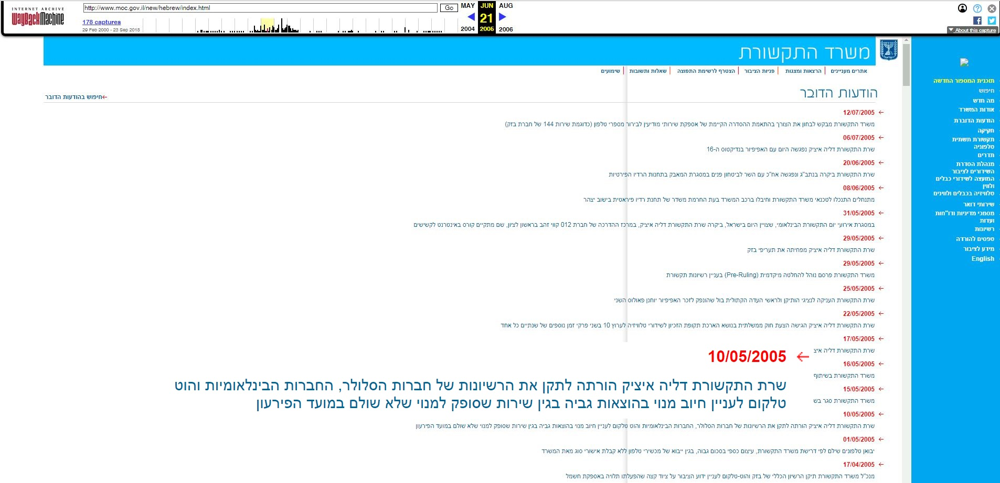 INTERNET ARCHIVE
WayBackMachine
http://www.moc.gov.il/new/hebrew/index.html
Go
178 captures
29 Feb 2000 - 23 Sep 2018
MAY JUN AUG
21
2004 2005 2006
About this capture
משרד התקשורת
אתרים מעניינים | הרצאות ומצגות | פניות הציבור | הצטרף לרשימת התפוצה | שאלות ותשובות | שימועים
הודעות הדובר
חיפוש בהודעות הדובר
12/07/2005
משרד התקשורת מבקש לבחון את הצורך בהתאמת ההסדרה הקיימת של אספקת שירותי מודיעין לבירור מספרי טלפון (כדוגמת שירות 144 של חברת בזק)
06/07/2005
שרת התקשורת דליה איציק נפגשה היום עם האפיפיור בנדיקטוס ה-16
20/06/2005
שרת התקשורת ביקרה בנתב"ג ונפגשה אח"כ עם השר לביטחון פנים במסגרת המאבק בתחנות הרדיו הפירטיות
08/06/2005
מתנחלים התנכלו לטכנאי משרד התקשורת וחיבלו ברכב המשרד בעת החרמת משדר של תחנת רדיו פיראטית בישוב יצהר
31/05/2005
במסגרת אירועי יום התקשורת הבינלאומי, שצויין היום בישראל, ביקרה שרת התקשורת דליה איציק, במרכז ההדרכה של חברת 012 קווי זהב בראשון לציון, שם מתקיים קורס באינטרנט לקשישים
29/05/2005
שרת התקשורת דליה איציק מפחיתה את תעריפי בזק
29/05/2005
משרד התקשורת פרסם נוהל להחלטה מיקדמית (Pre-Ruling) בעניין רשיונות תקשורת
25/05/2005
שרת התקשורת העניקה לנציגי הותיקן ולראשי העדה הקתולית בול שהונפק לזכר האפיפיור יוחנן פאולוס השני
22/05/2005
שרת התקשורת דליה איציק הגישה הצעת חוק ממשלתית בנושא הארכת תקופת הזכיון לשידורי טלוויזיה לערוץ 10 בשני פרקי זמן נוספים של שנתיים כל אחד
17/05/2005
שרת התקשורת דליה איצ
16/05/2005
משרד התקשורת בשיתוף
15/05/2005
משרד התקשורת סגר בש
10/05/2005
שרת התקשורת דליה איציק הורתה לתקן את הרשיונות של חברות הסלולר, החברות הבינלאומיות והוט
טלקום לעניין חיוב מנוי בהוצאות גביה בגין שירות שסופק למנוי שלא שולם במועד הפירעון
10/05/2005
שרת התקשורת דליה איציק הורתה לתקן את הרשיונות של חברות הסלולר, החברות הבינלאומיות והוט טלקום לעניין חיוב מנוי בהוצאות גביה בגין שירות שסופק למנוי שלא שולם במועד הפירעון
01/05/2005
יבואן טלפונים שילם לפי דרישת משרד התקשורת, עיצום כספי בסכום גבוה, בגין ייבוא של מכשירי טלפון ללא קבלת אישורי סוג מאת המשרד
17/04/2005
מנכ"ל משרד התקשורת תיקן הרשיון הכללי של בזק והוט-טלקום לעניין ידוע הציבור על ציוד קצה שהפעלתו תלויה באספקת חשמל
תוכנית המספור החדשה
חיפוש
מה חדש
אודות המשרד
הודעות הדוברת
חקיקה
תקשורת תשתית
טלפוניה
תדרים
מנהלת הסדרת
השידורים לציבור
המועצה לשידורי כבלים
ולווין
טלוויזיה בכבלים ולווינים
שירותי דואר
מסמכי מדיניות ודו"חות
ועדות
רשיונות
טפסים להורדה
מידע לציבור
English